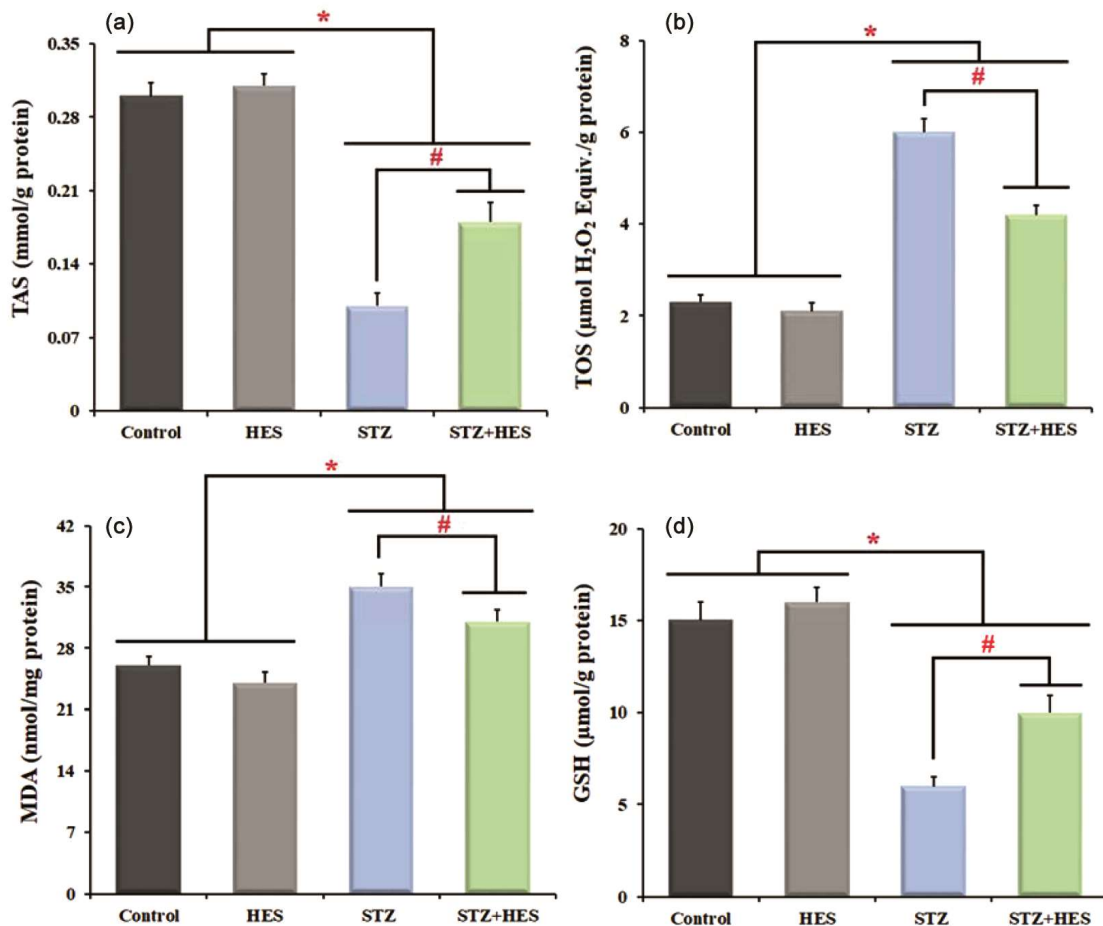 (a)
*
0.35
0.28
#
0.21
0.14
0.07
0
TAS (mmol/g protein)
Control HES STZ STZ+HES
(b)
*
8
#
6
4
2
0
TOS (µmol H₂O₂ Equiv./g protein)
Control HES STZ STZ+HES
*
(c)
42
#
35
28
21
14
7
0
MDA (nmol/mg protein)
Control HES STZ STZ+HES
(d)
20
*
15
#
10
5
0
GSH (µmol/g protein)
Control HES STZ STZ+HES